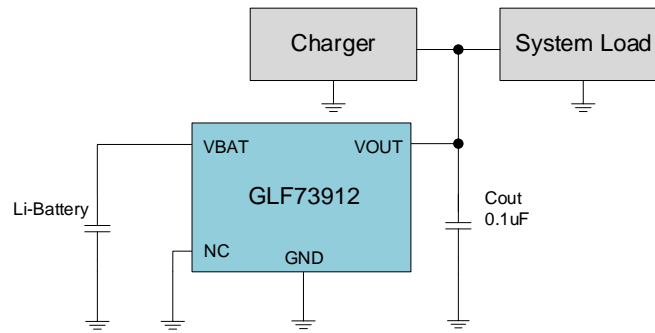 Charger
System Load
VBAT
VOUT
Li-Battery
GLF73912
Cout
0.1uF
NC
GND